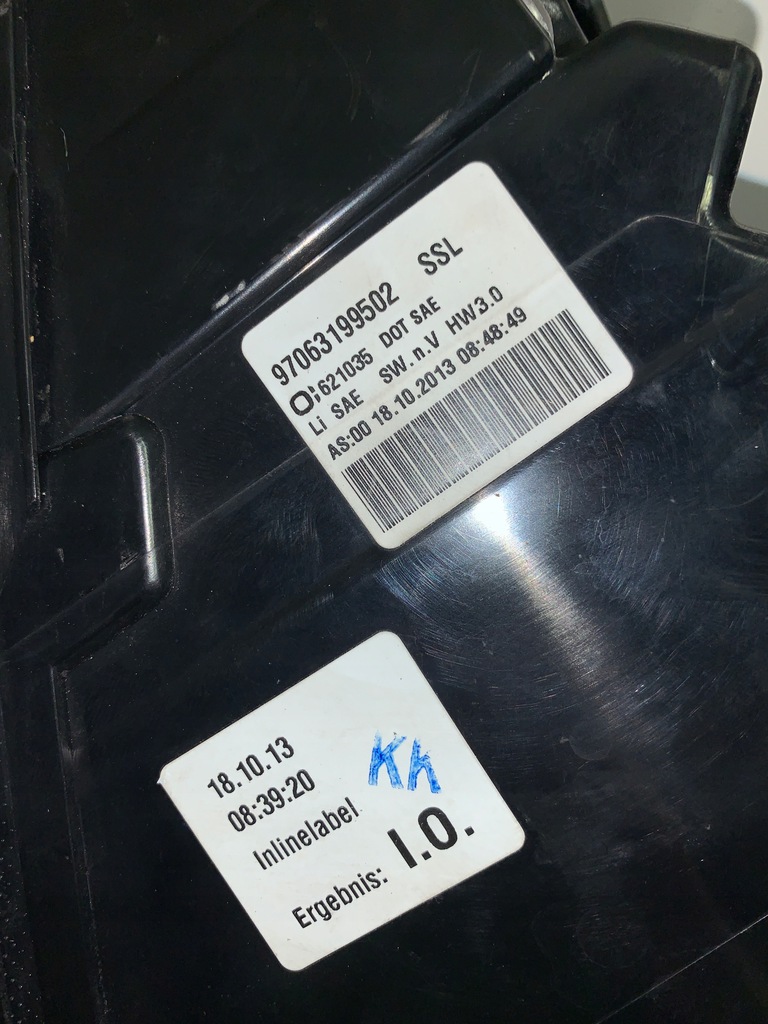 97063199502 SSL
621035 DOT SAE
Li SAE SW.n.V HW3.0
AS:00 18.10.2013 08:48:49
18.10.13
08:39:20
KK
Inlinelabel
Ergebnis: I.O.